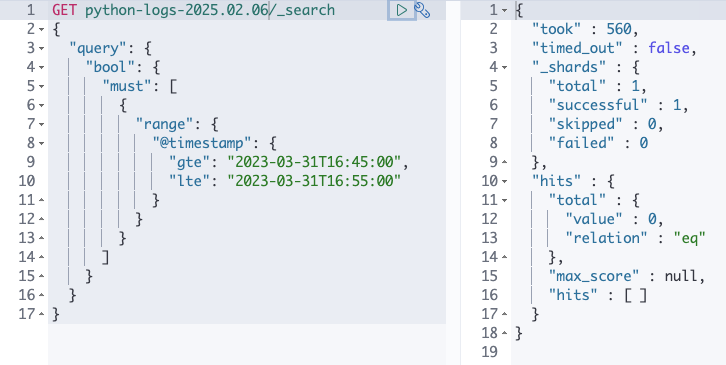 GET python-logs-2025.02.06/_search
{
  "query": {
    "bool": {
      "must": [
        {
          "range": {
            "@timestamp": {
              "gte": "2023-03-31T16:45:00",
              "lte": "2023-03-31T16:55:00"
            }
          }
        }
      ]
    }
  }
}
1
2
3
4
5
6
7
8
9
10
11
12
13
14
15
16
17
{
  "took" : 560,
  "timed_out" : false,
  "_shards" : {
    "total" : 1,
    "successful" : 1,
    "skipped" : 0,
    "failed" : 0
  },
  "hits" : {
    "total" : {
      "value" : 0,
      "relation" : "eq"
    },
    "max_score" : null,
    "hits" : [ ]
  }
}
1
2
3
4
5
6
7
8
9
10
11
12
13
14
15
16
17
18
19